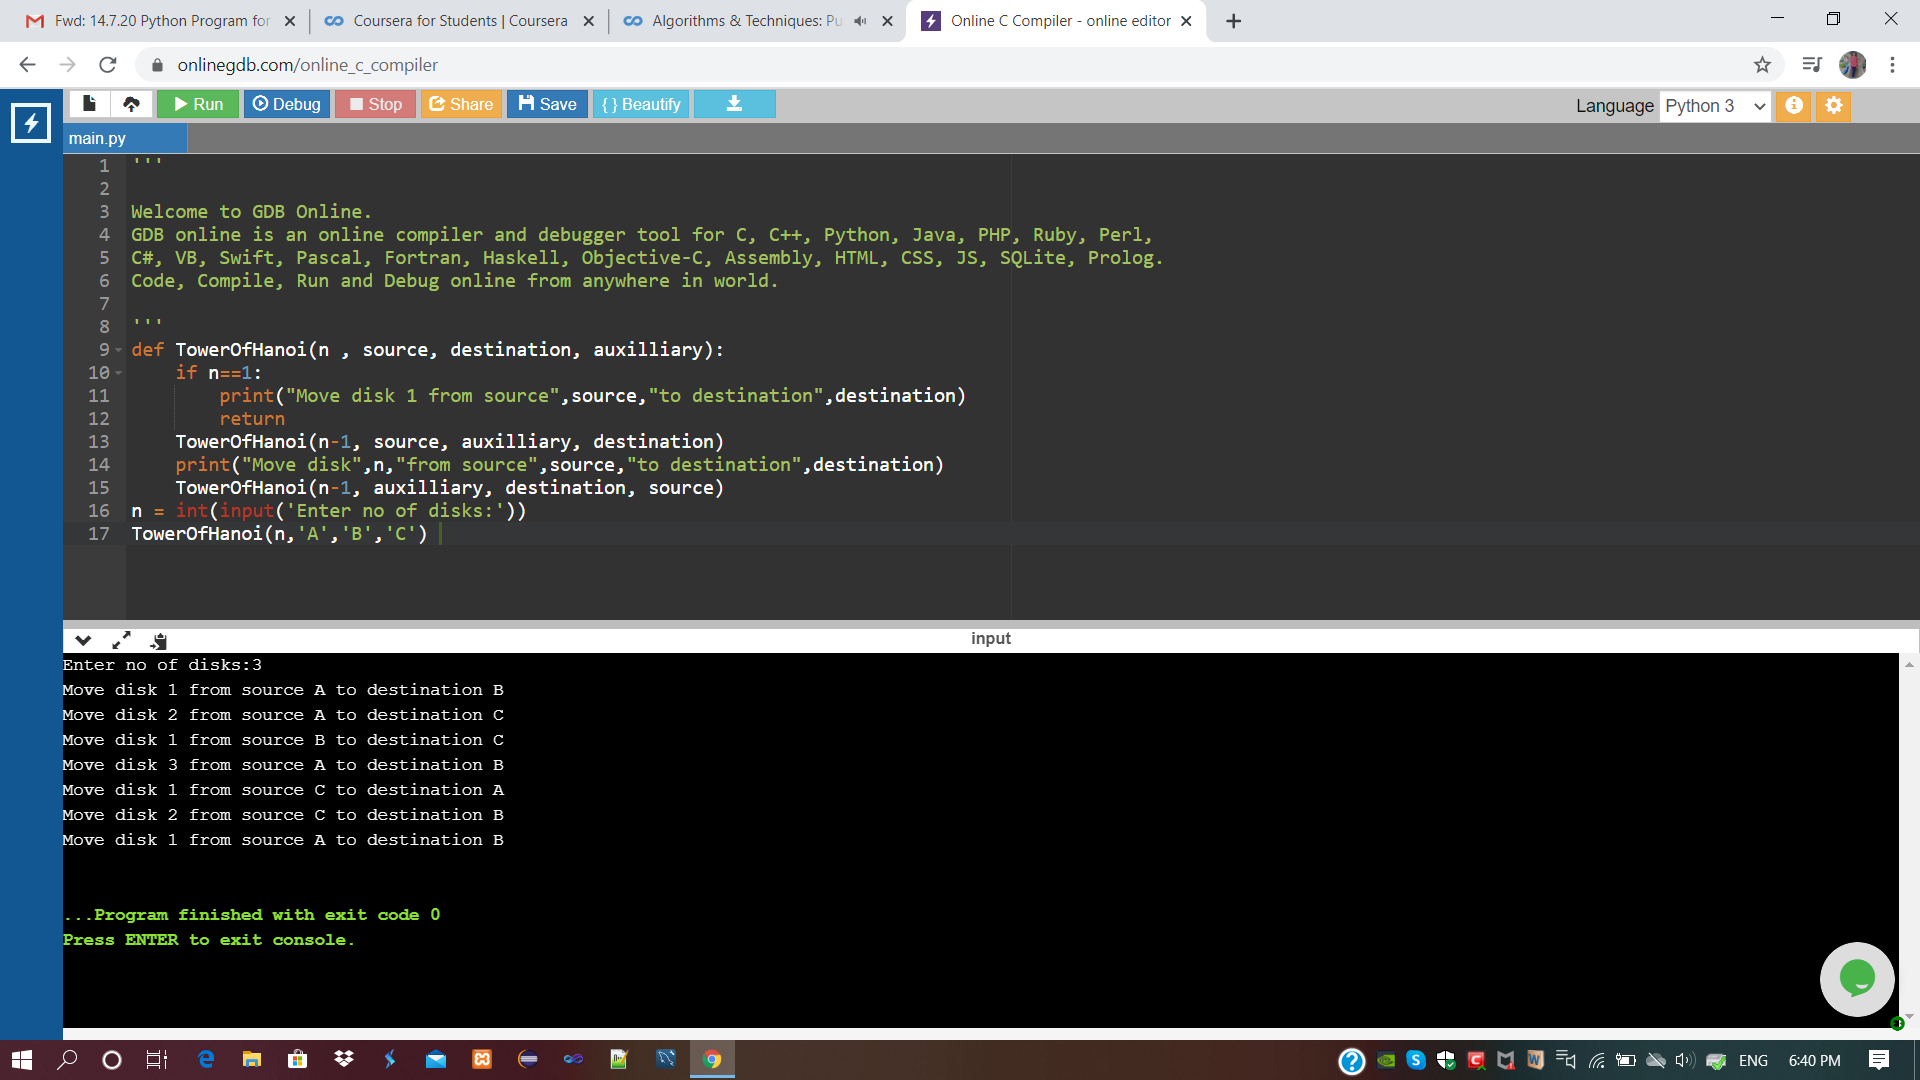 Fwd: 14.7.20 Python Program for
Coursera for Students | Coursera
Algorithms & Techniques: Pu
Online C Compiler - online editor
onlinegdb.com/online_c_compiler
Run
Debug
Stop
Share
Save
{ } Beautify
Language
Python 3
main.py
1 '''
2
3 Welcome to GDB Online.
4 GDB online is an online compiler and debugger tool for C, C++, Python, Java, PHP, Ruby, Perl,
5 C#, VB, Swift, Pascal, Fortran, Haskell, Objective-C, Assembly, HTML, CSS, JS, SQLite, Prolog.
6 Code, Compile, Run and Debug online from anywhere in world.
7
8 '''
9 def TowerOfHanoi(n , source, destination, auxilliary):
10     if n==1:
11         print("Move disk 1 from source",source,"to destination",destination)
12         return
13     TowerOfHanoi(n-1, source, auxilliary, destination)
14     print("Move disk",n,"from source",source,"to destination",destination)
15     TowerOfHanoi(n-1, auxilliary, destination, source)
16 n = int(input('Enter no of disks:'))
17 TowerOfHanoi(n,'A','B','C')
input
Enter no of disks:3
Move disk 1 from source A to destination B
Move disk 2 from source A to destination C
Move disk 1 from source B to destination C
Move disk 3 from source A to destination B
Move disk 1 from source C to destination A
Move disk 2 from source C to destination B
Move disk 1 from source A to destination B
...Program finished with exit code 0
Press ENTER to exit console.
ENG
6:40 PM